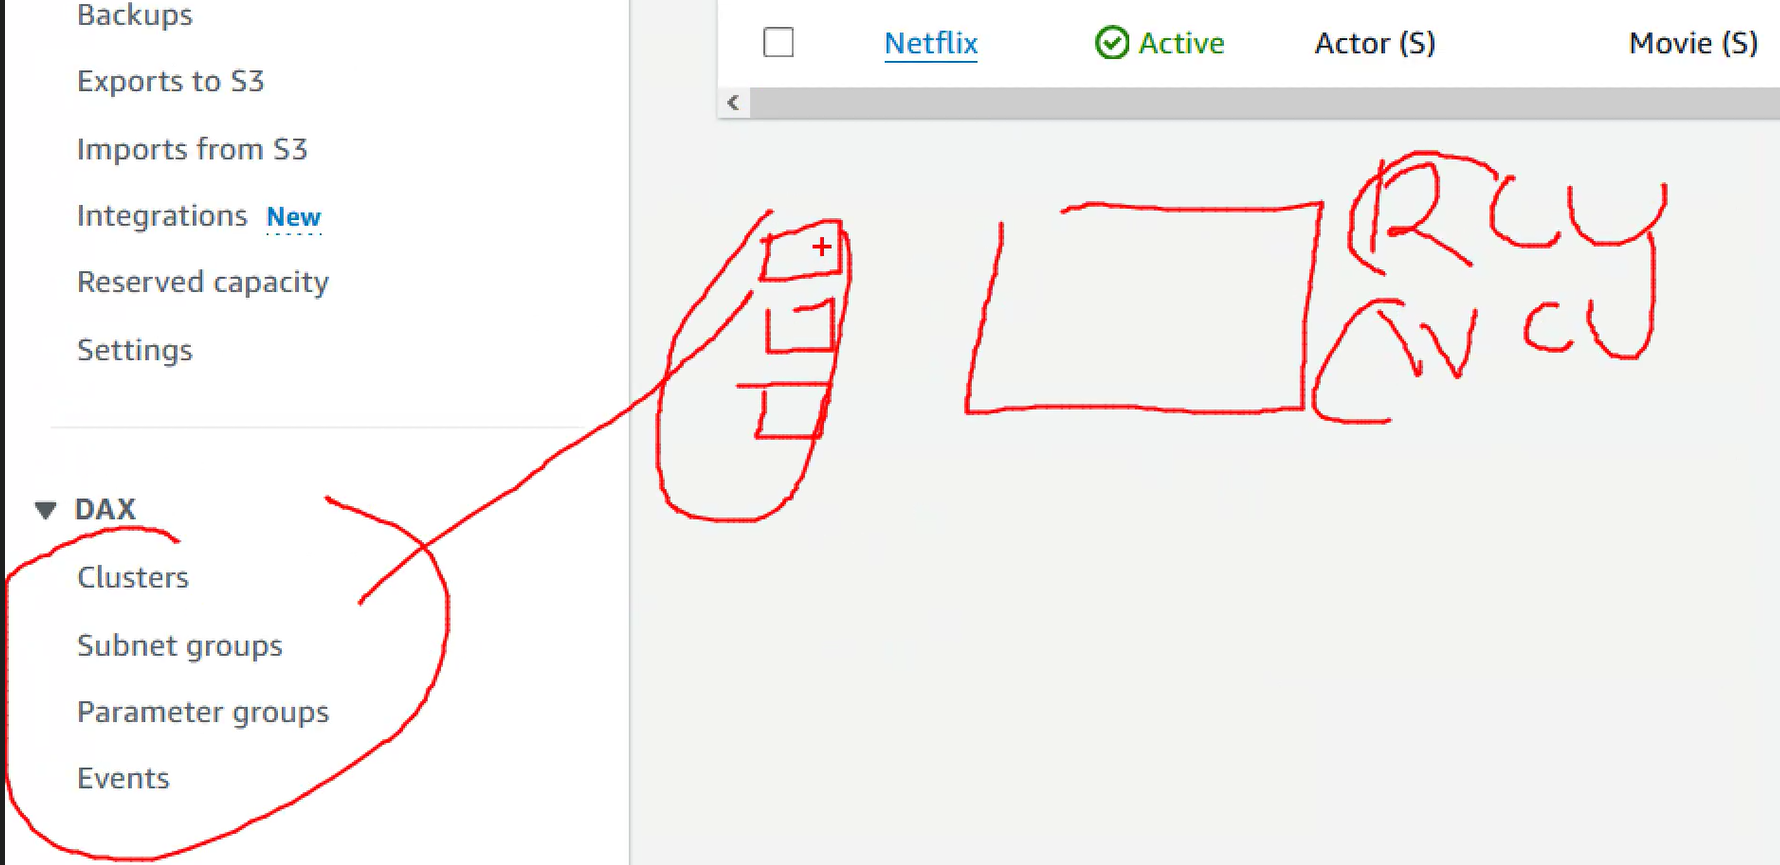 Backups
Exports to S3
Imports from S3
Integrations New
Reserved capacity
Settings
DAX
Clusters
Subnet groups
Parameter groups
Events
Netflix Active Actor (S) Movie (S)
RCU
WCU